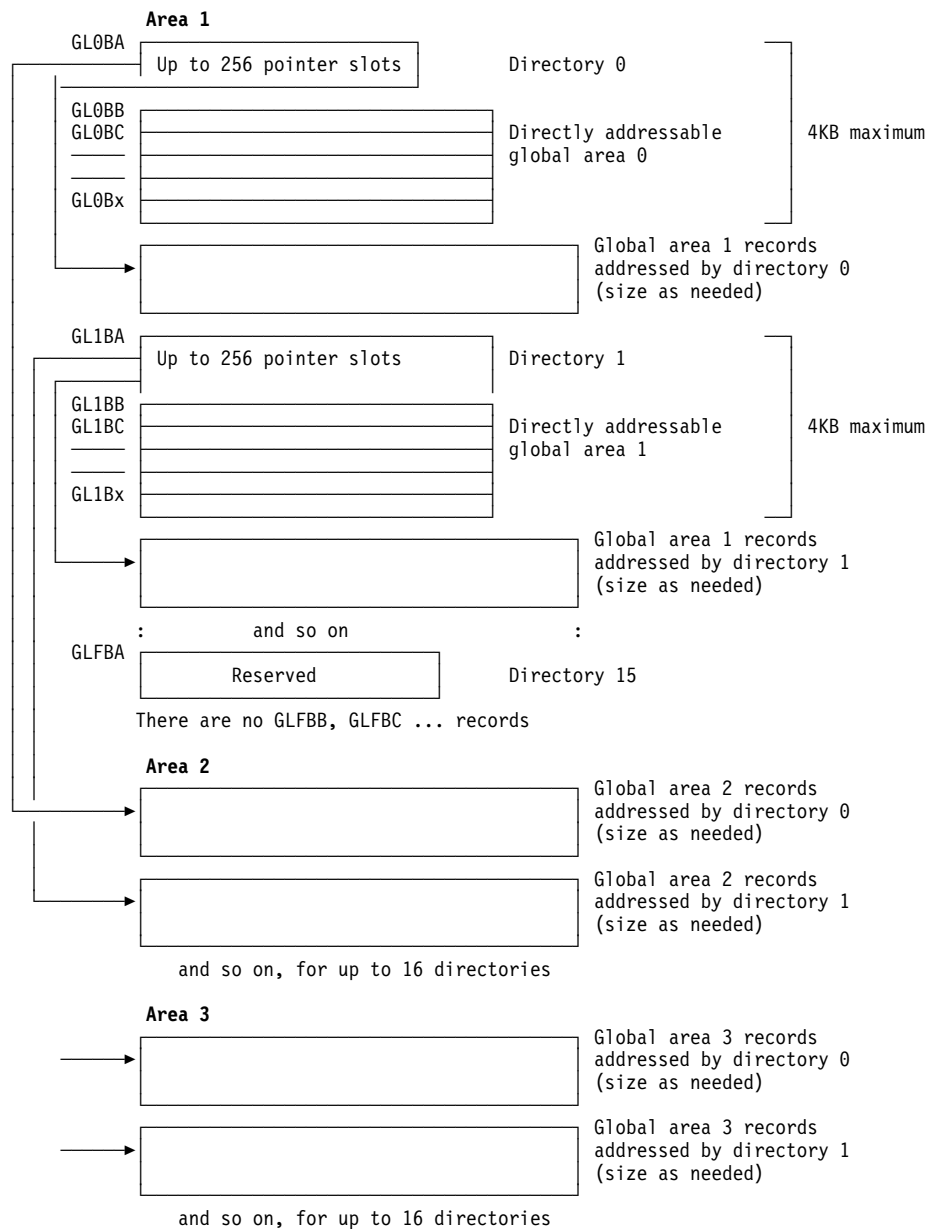 Area 1
GL0BA
Up to 256 pointer slots Directory 0
GL0BB
GL0BC Directly addressable 4KB maximum
global area 0
GL0Bx
Global area 1 records
addressed by directory 0
(size as needed)
GL1BA
Up to 256 pointer slots Directory 1
GL1BB
GL1BC Directly addressable 4KB maximum
global area 1
GL1Bx
Global area 1 records
addressed by directory 1
(size as needed)
: and so on :
GLFBA
Reserved Directory 15
There are no GLFBB, GLFBC ... records
Area 2
Global area 2 records
addressed by directory 0
(size as needed)
Global area 2 records
addressed by directory 1
(size as needed)
and so on, for up to 16 directories
Area 3
Global area 3 records
addressed by directory 0
(size as needed)
Global area 3 records
addressed by directory 1
(size as needed)
and so on, for up to 16 directories